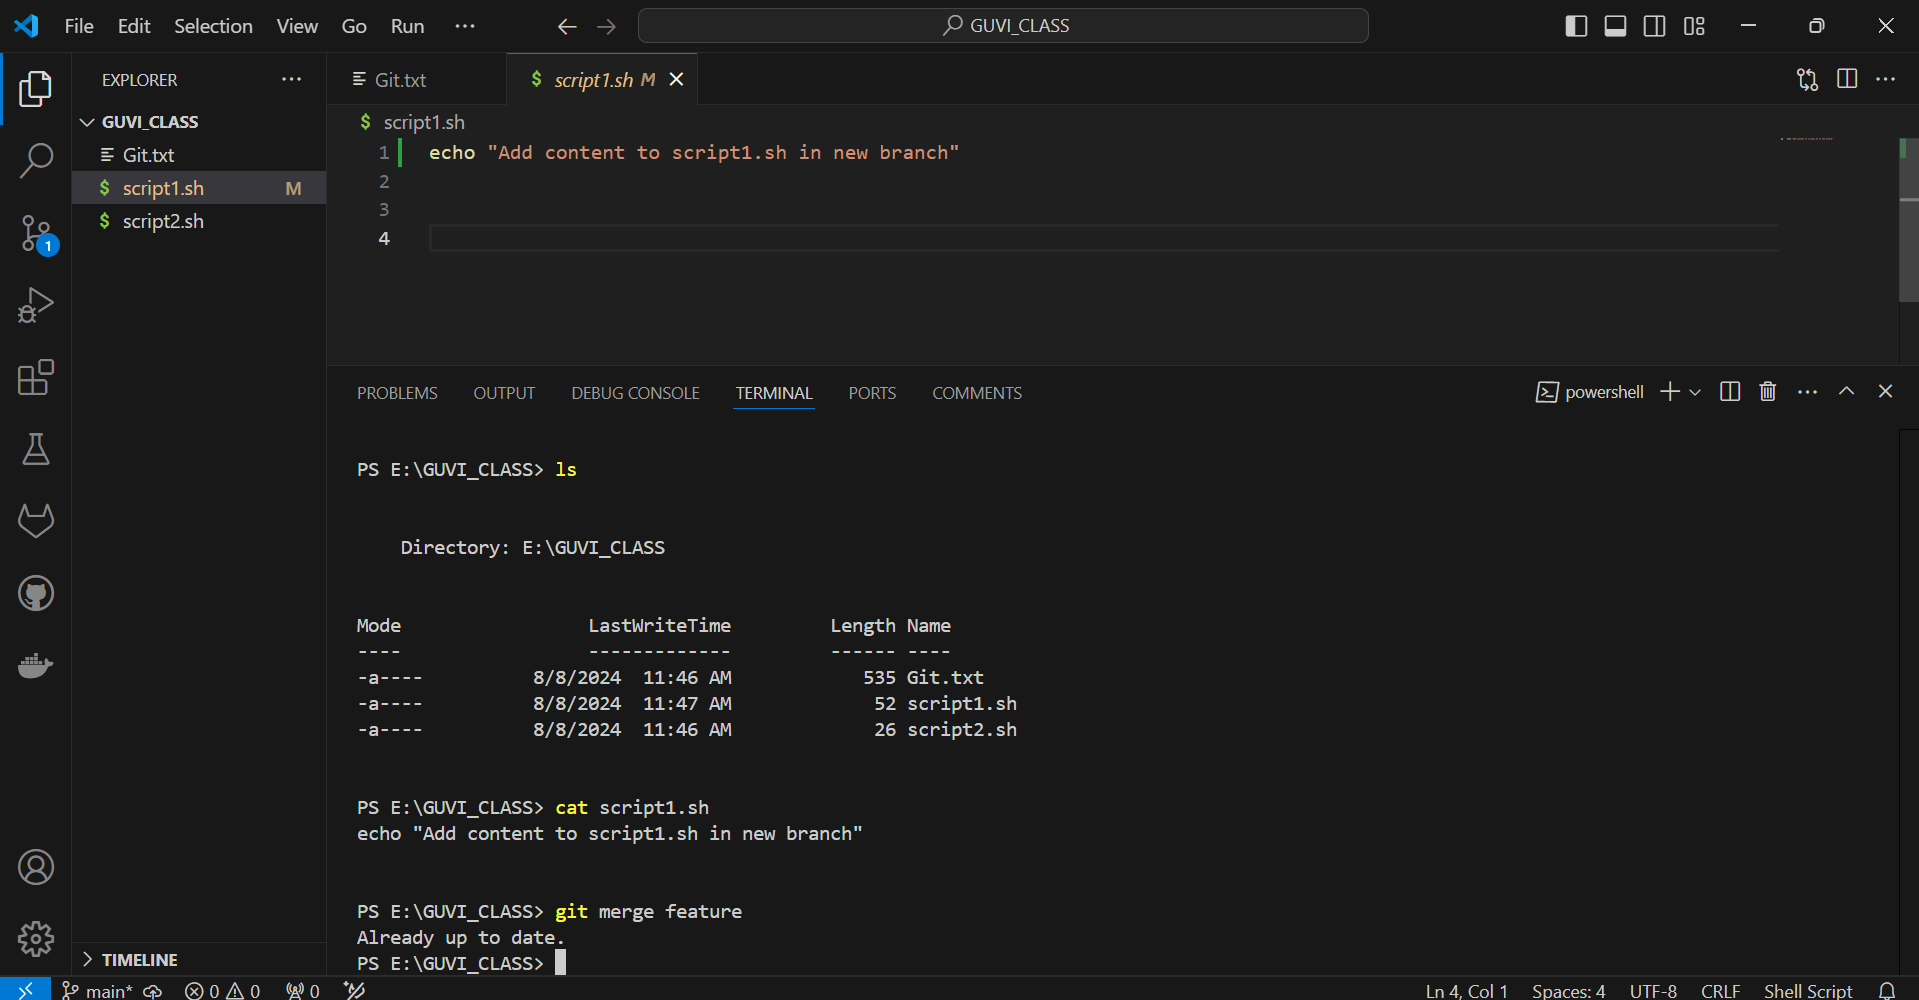 File Edit Selection View Go Run ··· GUVI_CLASS
EXPLORER ···
GUVI_CLASS
Git.txt
$ script1.sh M
$ script2.sh
TIMELINE
Git.txt $ script1.sh M
$ script1.sh
1 echo "Add content to script1.sh in new branch"
2
3
4
PROBLEMS OUTPUT DEBUG CONSOLE TERMINAL PORTS COMMENTS powershell
PS E:\GUVI_CLASS> ls
Directory: E:\GUVI_CLASS
Mode LastWriteTime Length Name
---- ------------- ------ ----
-a---- 8/8/2024 11:46 AM 535 Git.txt
-a---- 8/8/2024 11:47 AM 52 script1.sh
-a---- 8/8/2024 11:46 AM 26 script2.sh
PS E:\GUVI_CLASS> cat script1.sh
echo "Add content to script1.sh in new branch"
PS E:\GUVI_CLASS> git merge feature
Already up to date.
PS E:\GUVI_CLASS>
1
main* 0 0 0 Ln 4, Col 1 Spaces: 4 UTF-8 CRLF Shell Script